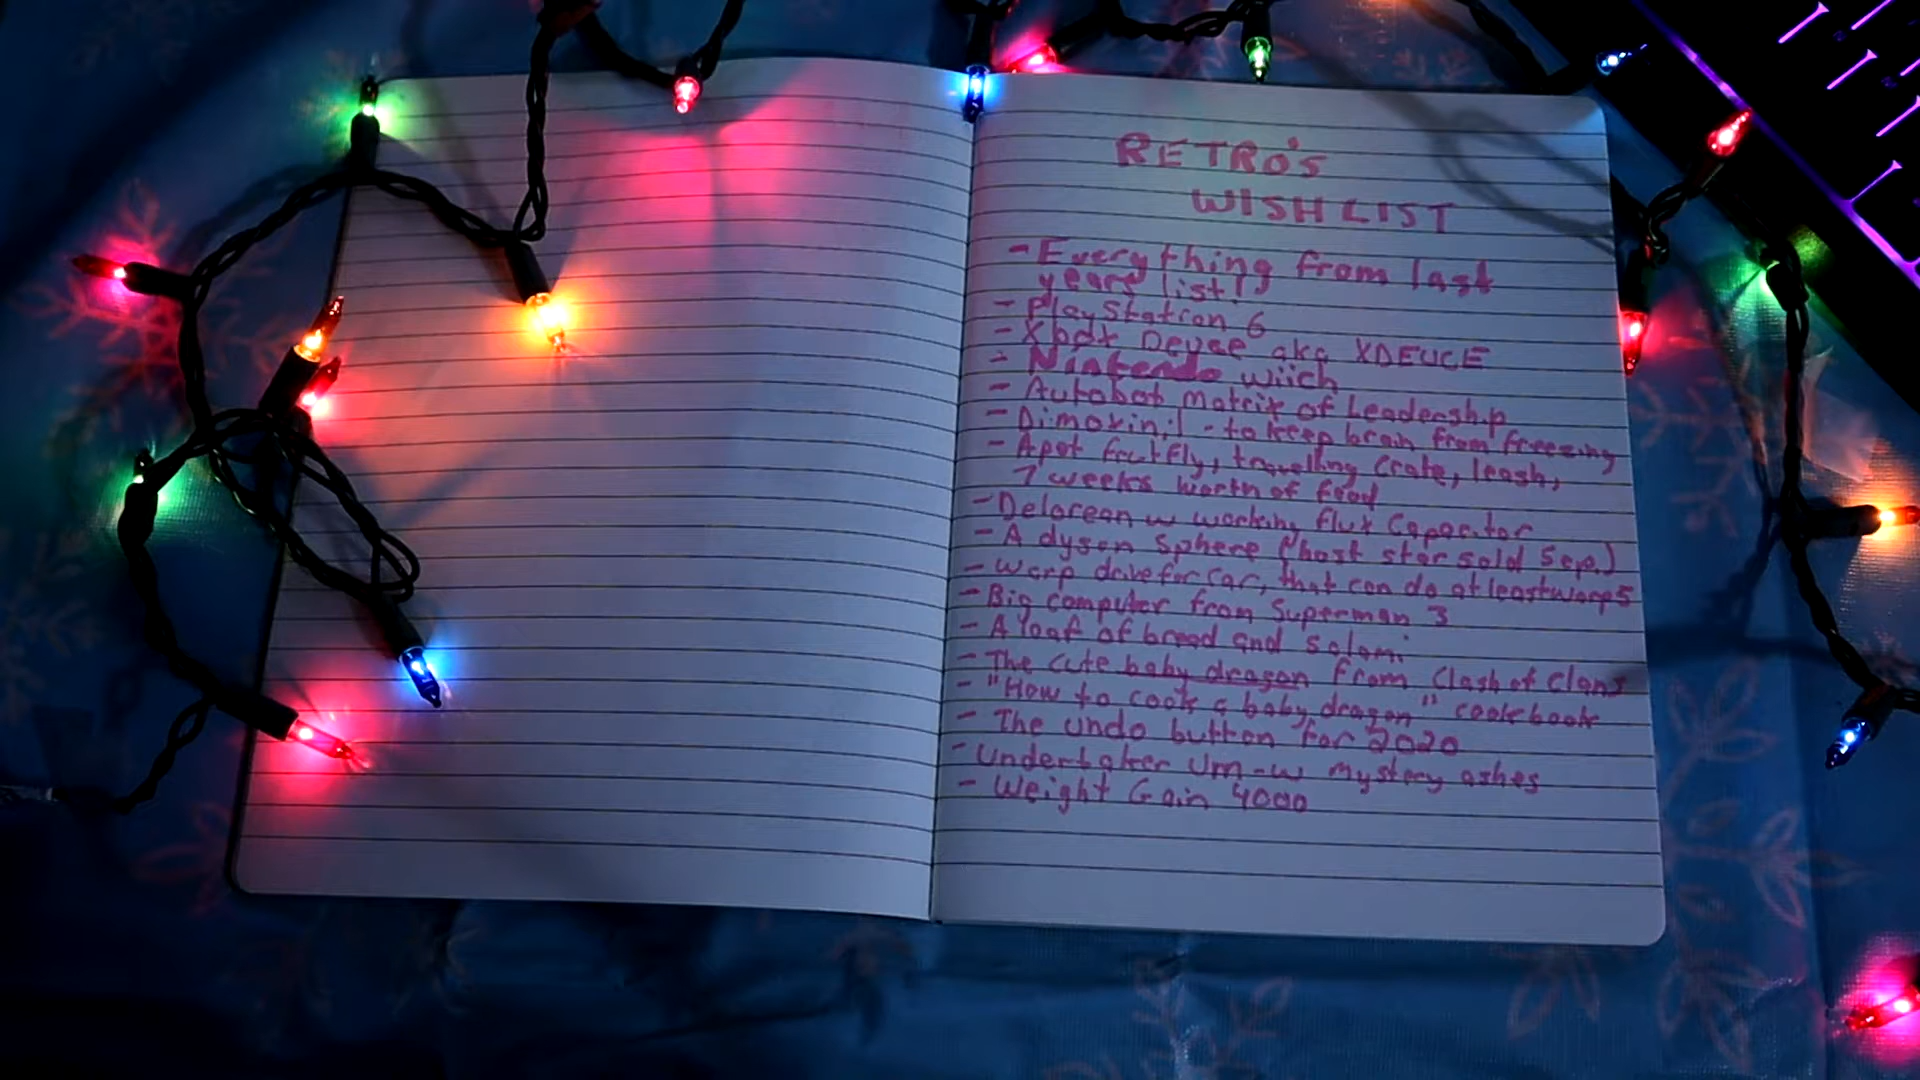 RETRO'S
WISH LIST
- Everything from last
years list!
- PlayStation 6
- Xbox Deuce aka XDEUCE
- Nintendo Wiich
- Autobot Matrix of Leadership
- Dimoxinil - to keep brain from freezing
- A pet fruitfly, travelling crate, leash,
7 weeks worth of food
- Delorean w working flux Capacitor
- A dyson Sphere (host star sold Sep.)
- warp drive for car, that can do at least warp 5
- Big computer from Superman 3
- A loaf of bread and salami
- The cute baby dragon from Clash of Clans
- "How to cook a baby dragon" cookbook
- The undo button for 2020
- Undertaker Urn - w mystery ashes
- Weight Gain 4000